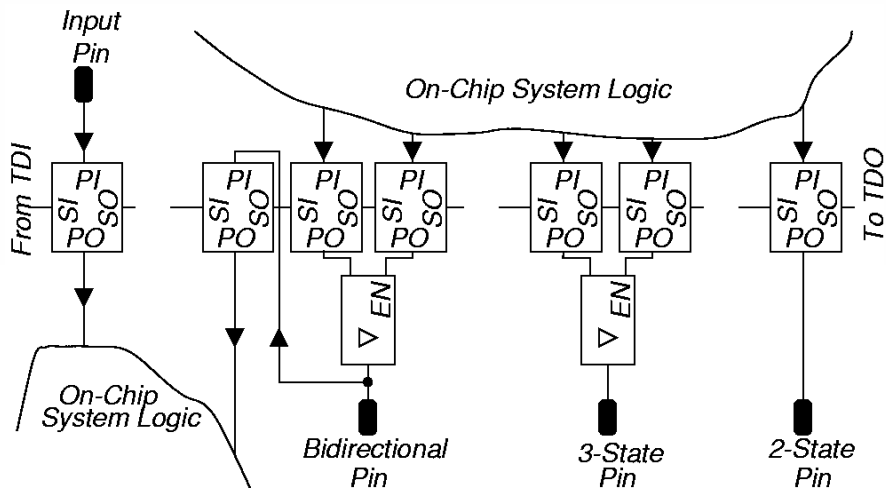 Input
Pin
On-Chip System Logic
From TDI
PI
SI
SO
PO
PI
SI
SO
PO
PI
SI
SO
PO
PI
SI
SO
PO
PI
SI
SO
PO
PI
SI
SO
PO
PI
SI
SO
PO
To TDO
EN
EN
On-Chip
System Logic
Bidirectional
Pin
3-State
Pin
2-State
Pin